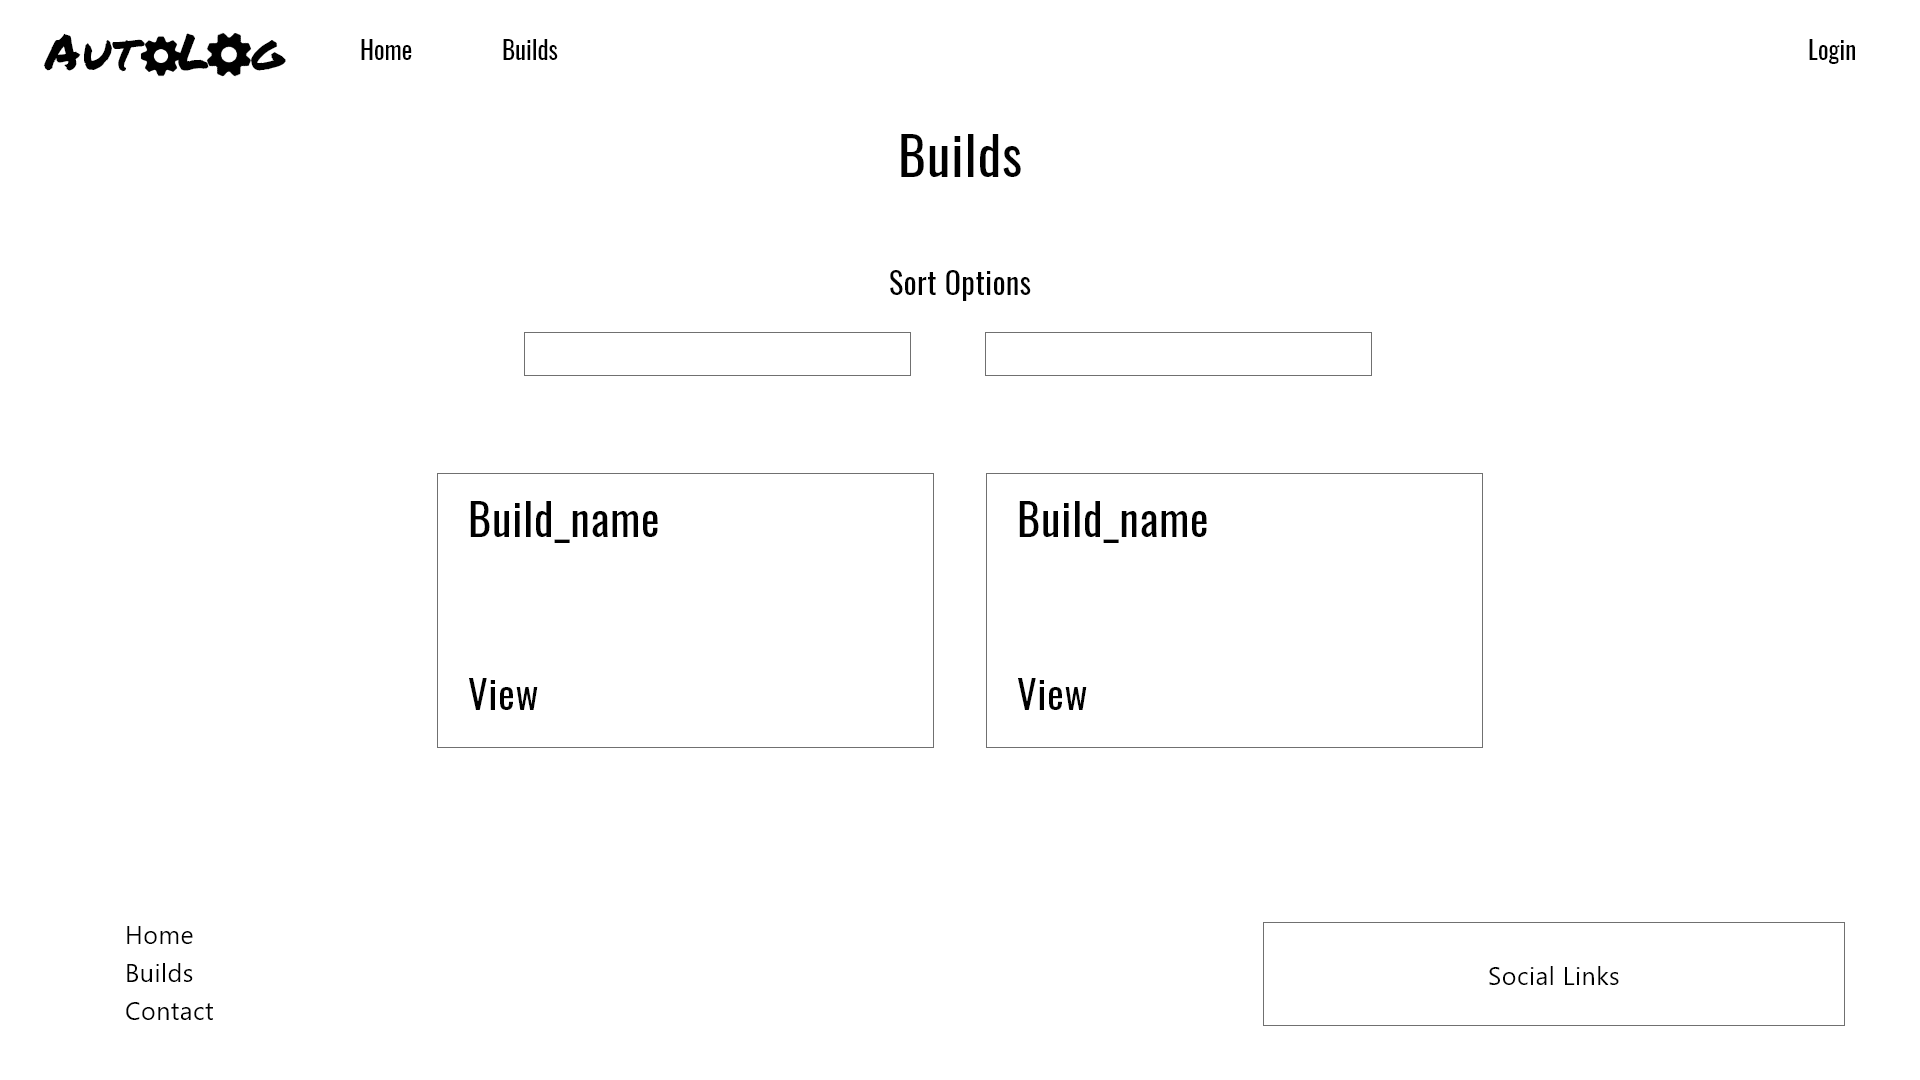 AutoLog
Home
Builds
Login
Builds
Sort Options
Build_name
View
Build_name
View
Home
Builds
Contact
Social Links